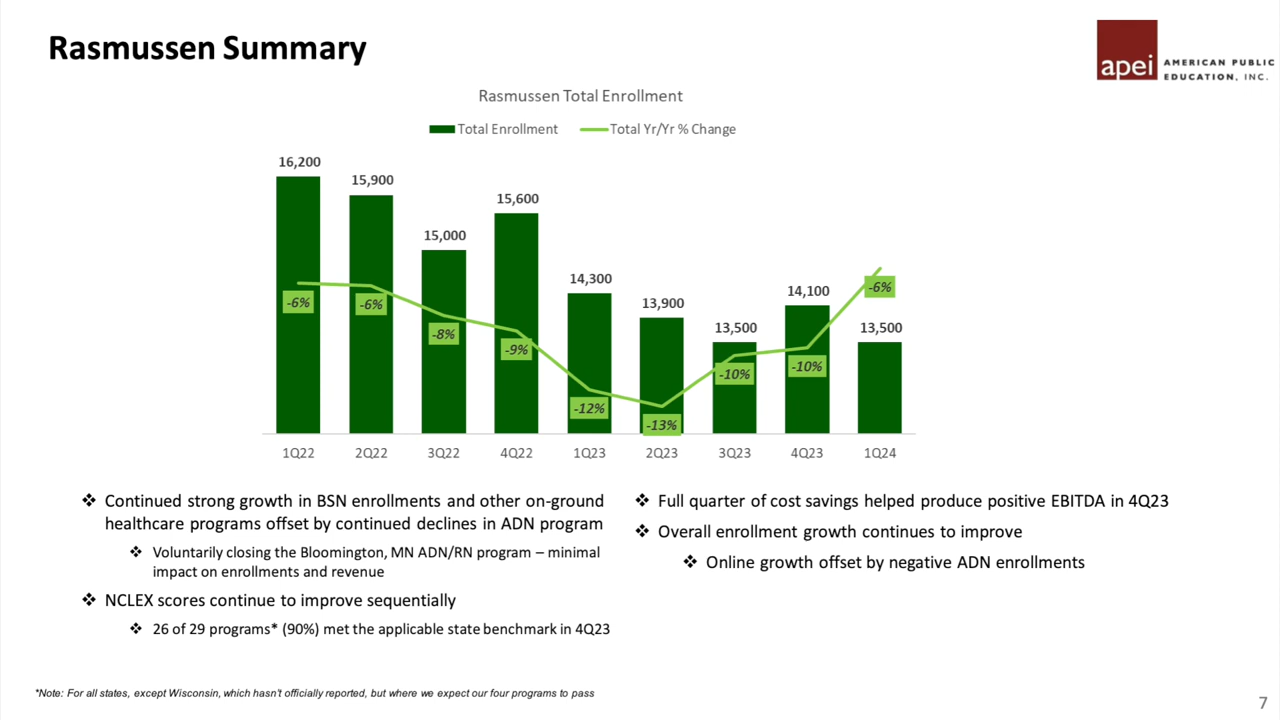 Rasmussen Summary
apei AMERICAN PUBLIC
EDUCATION, INC.
Rasmussen Total Enrollment
Total Enrollment Total Yr/Yr % Change
16,200
15,900
15,000
15,600
14,300
13,900
13,500
14,100
13,500
-6%
-6%
-8%
-9%
-12%
-13%
-10%
-10%
-6%
1Q22 2Q22 3Q22 4Q22 1Q23 2Q23 3Q23 4Q23 1Q24
❖ Continued strong growth in BSN enrollments and other on-ground
healthcare programs offset by continued declines in ADN program
❖ Voluntarily closing the Bloomington, MN ADN/RN program – minimal
impact on enrollments and revenue
❖ NCLEX scores continue to improve sequentially
❖ 26 of 29 programs* (90%) met the applicable state benchmark in 4Q23
❖ Full quarter of cost savings helped produce positive EBITDA in 4Q23
❖ Overall enrollment growth continues to improve
❖ Online growth offset by negative ADN enrollments
*Note: For all states, except Wisconsin, which hasn't officially reported, but where we expect our four programs to pass
7